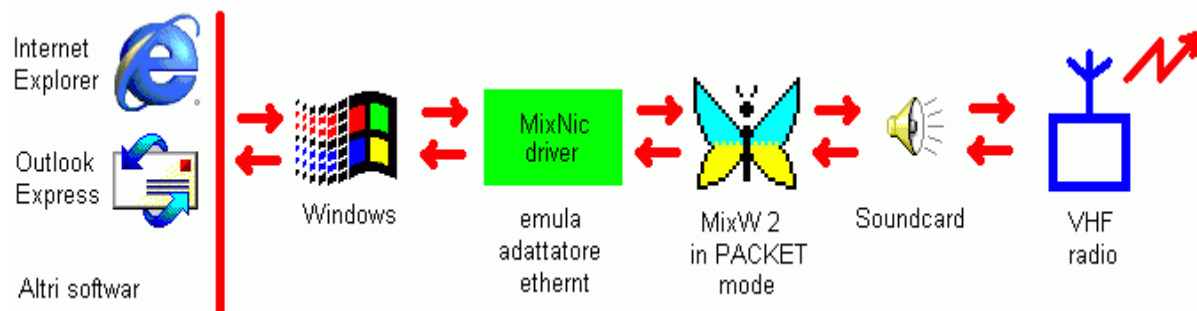 Internet
Explorer
Outlook
Express
Altri softwar
Windows
MixNic
driver
emula
adattatore
ethernt
MixW 2
in PACKET
mode
Soundcard
VHF
radio